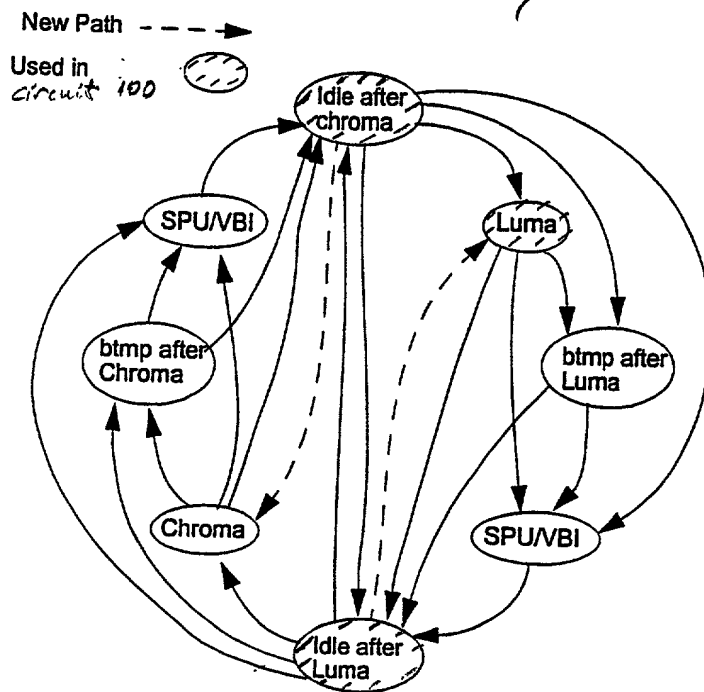 New Path
Used in
circuit 100
Idle after
chroma
SPU/VBI
Luma
btmp after
Chroma
btmp after
Luma
Chroma
SPU/VBI
Idle after
Luma